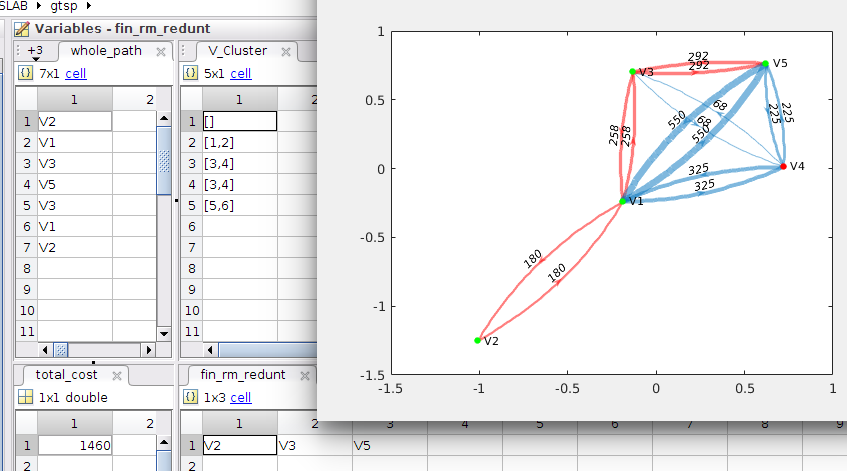 SLAB ▸ gtsp ▸
Variables - fin_rm_redunt
+3 whole_path V_Cluster
{} 7x1 cell {} 5x1 cell
1 2 1 2
1 V2 1 []
2 V1 2 [1,2]
3 V3 3 [3,4]
4 V5 4 [3,4]
5 V3 5 [5,6]
6 V1 6
7 V2 7
8 8
9 9
10 10
11 11
total_cost fin_rm_redunt
1x1 double {} 1x3 cell
1 2 1 2 3 4 5 6 7 8 9
1 1460 1 V2 V3 V5
2 2
1
0.5
0
-0.5
-1
-1.5
-1.5 -1 -0.5 0 0.5 1
292
292
V3
V5
68
68
550
550
225
225
258
258
V4
325
325
V1
180
180
V2